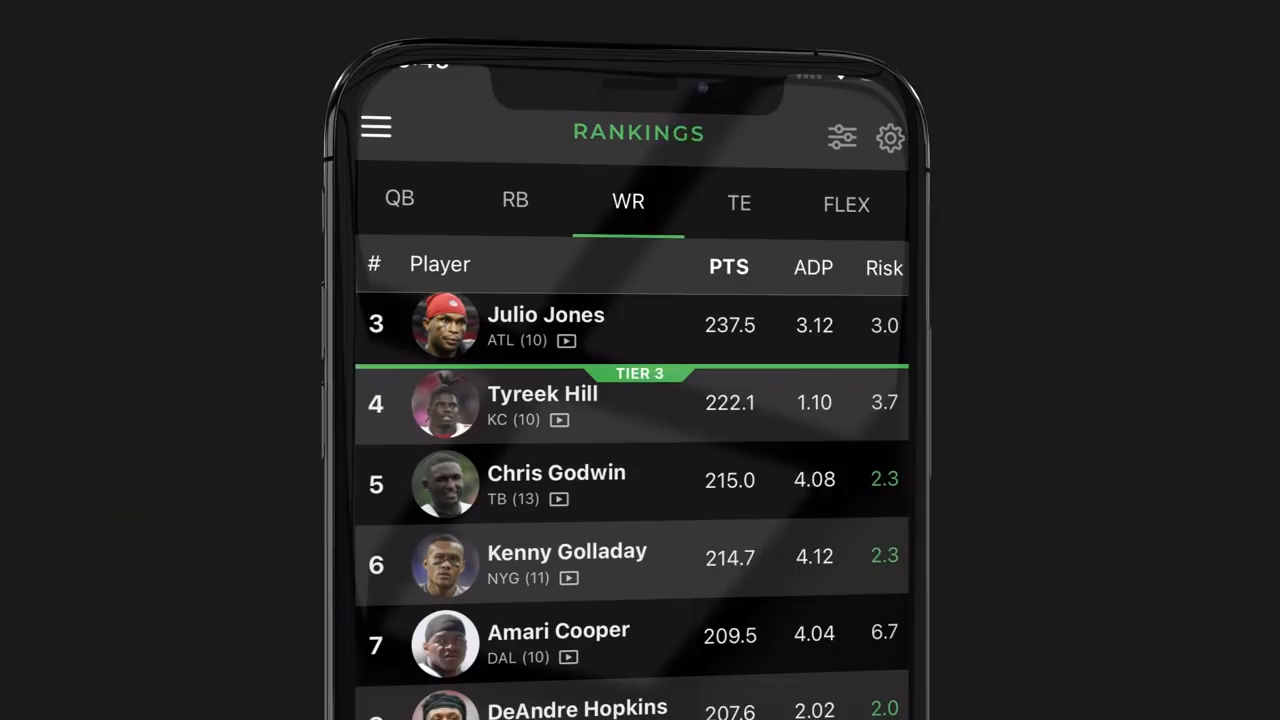 RANKINGS
QB RB WR TE FLEX
# Player PTS ADP Risk
3 Julio Jones 237.5 3.12 3.0
ATL (10)
TIER 3
4 Tyreek Hill 222.1 1.10 3.7
KC (10)
5 Chris Godwin 215.0 4.08 2.3
TB (13)
6 Kenny Golladay 214.7 4.12 2.3
NYG (11)
7 Amari Cooper 209.5 4.04 6.7
DAL (10)
DeAndre Hopkins 207.6 2.02 2.0